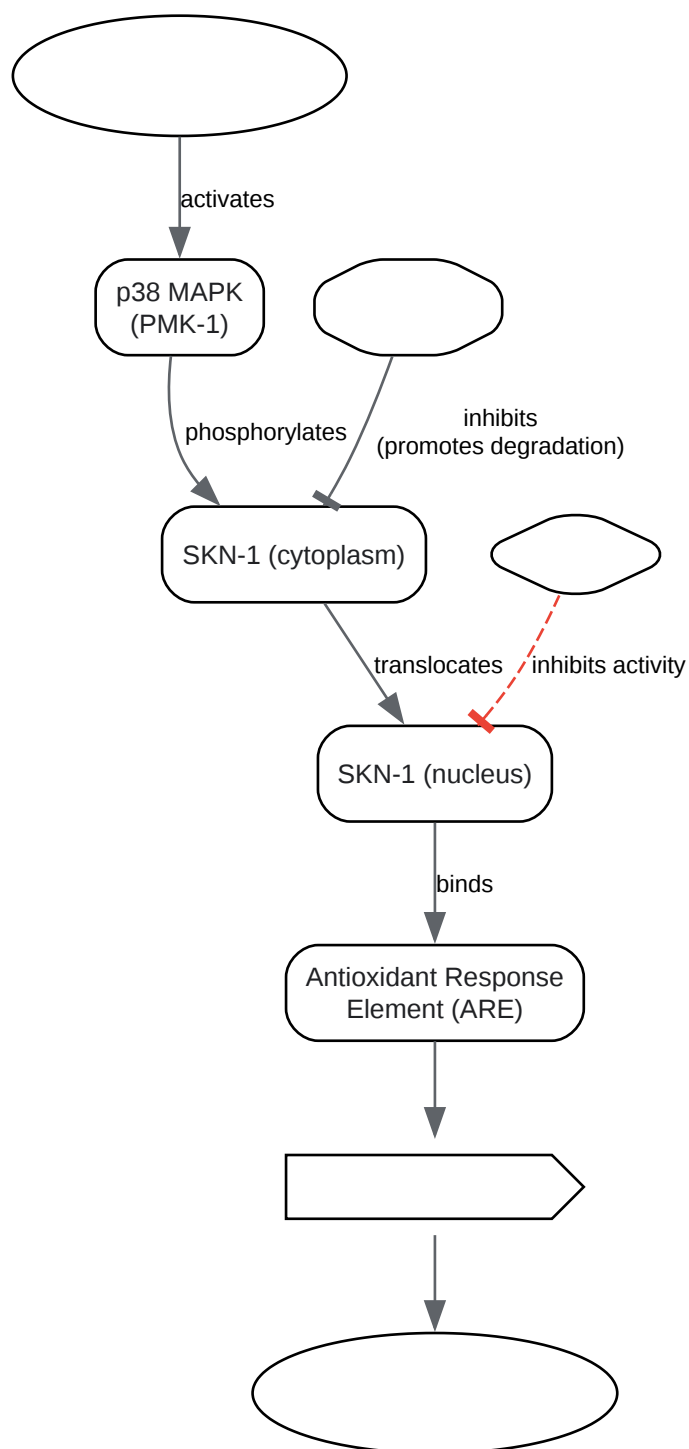 activates
p38 MAPK
(PMK-1)
phosphorylates
inhibits
(promotes degradation)
SKN-1 (cytoplasm)
translocates
inhibits activity
SKN-1 (nucleus)
binds
Antioxidant Response
Element (ARE)